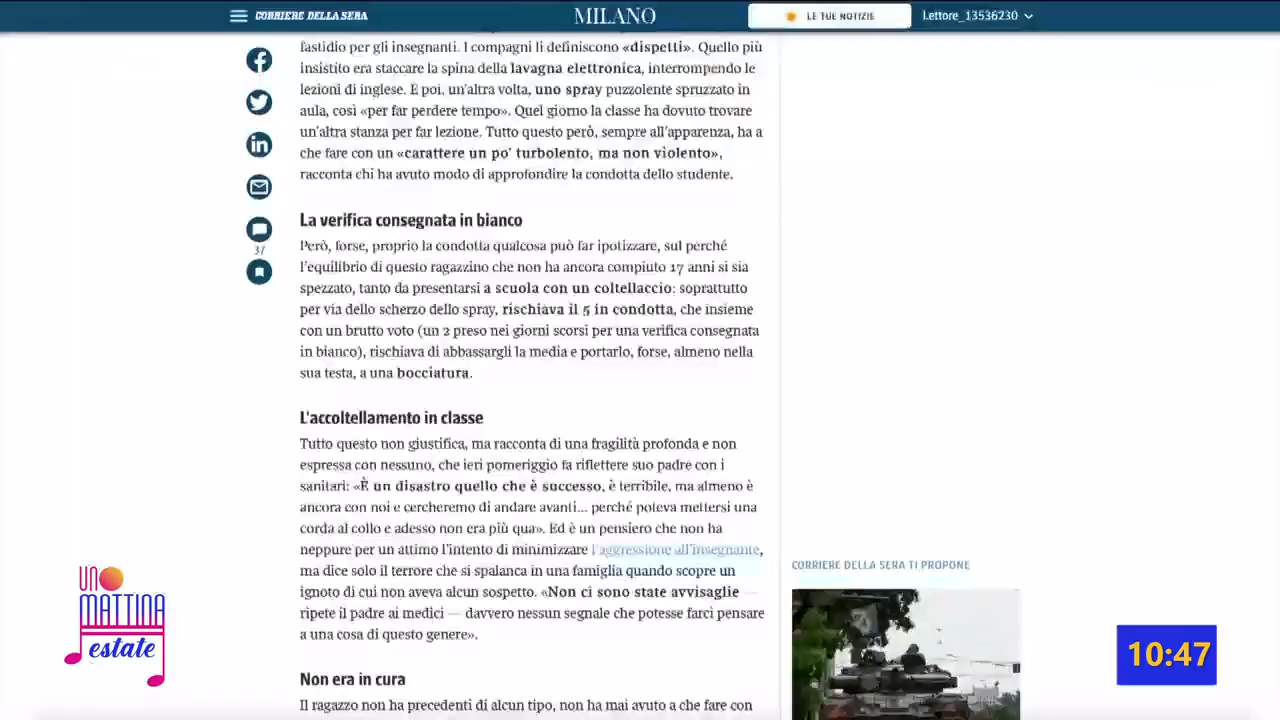 CORRIERE DELLA SERA
MILANO
LE TUE NOTIZIE
Lettore_13536230
fastidio per gli insegnanti. I compagni li definiscono «dispetti». Quello più
insistito era staccare la spina della lavagna elettronica, interrompendo le
lezioni di inglese. E poi, un'altra volta, uno spray puzzolente spruzzato in
aula, così «per far perdere tempo». Quel giorno la classe ha dovuto trovare
un'altra stanza per far lezione. Tutto questo però, sempre all'apparenza, ha a
che fare con un «carattere un po' turbolento, ma non violento»,
racconta chi ha avuto modo di approfondire la condotta dello studente.
37
La verifica consegnata in bianco
Però, forse, proprio la condotta qualcosa può far ipotizzare, sul perché
l'equilibrio di questo ragazzino che non ha ancora compiuto 17 anni si sia
spezzato, tanto da presentarsi a scuola con un coltellaccio: soprattutto
per via dello scherzo dello spray, rischiava il 5 in condotta, che insieme
con un brutto voto (un 2 preso nei giorni scorsi per una verifica consegnata
in bianco), rischiava di abbassargli la media e portarlo, forse, almeno nella
sua testa, a una bocciatura.
L'accoltellamento in classe
Tutto questo non giustifica, ma racconta di una fragilità profonda e non
espressa con nessuno, che ieri pomeriggio fa riflettere suo padre con i
sanitari: «È un disastro quello che è successo, è terribile, ma almeno è
ancora con noi e cercheremo di andare avanti... perché poteva mettersi una
corda al collo e adesso non era più qua». Ed è un pensiero che non ha
neppure per un attimo l'intento di minimizzare l'aggressione all'insegnante,
ma dice solo il terrore che si spalanca in una famiglia quando scopre un
ignoto di cui non aveva alcun sospetto. «Non ci sono state avvisaglie —
ripete il padre ai medici — davvero nessun segnale che potesse farci pensare
a una cosa di questo genere».
Non era in cura
Il ragazzo non ha precedenti di alcun tipo, non ha mai avuto a che fare con
CORRIERE DELLA SERA TI PROPONE
UNO
MATTINA
estate
10:47